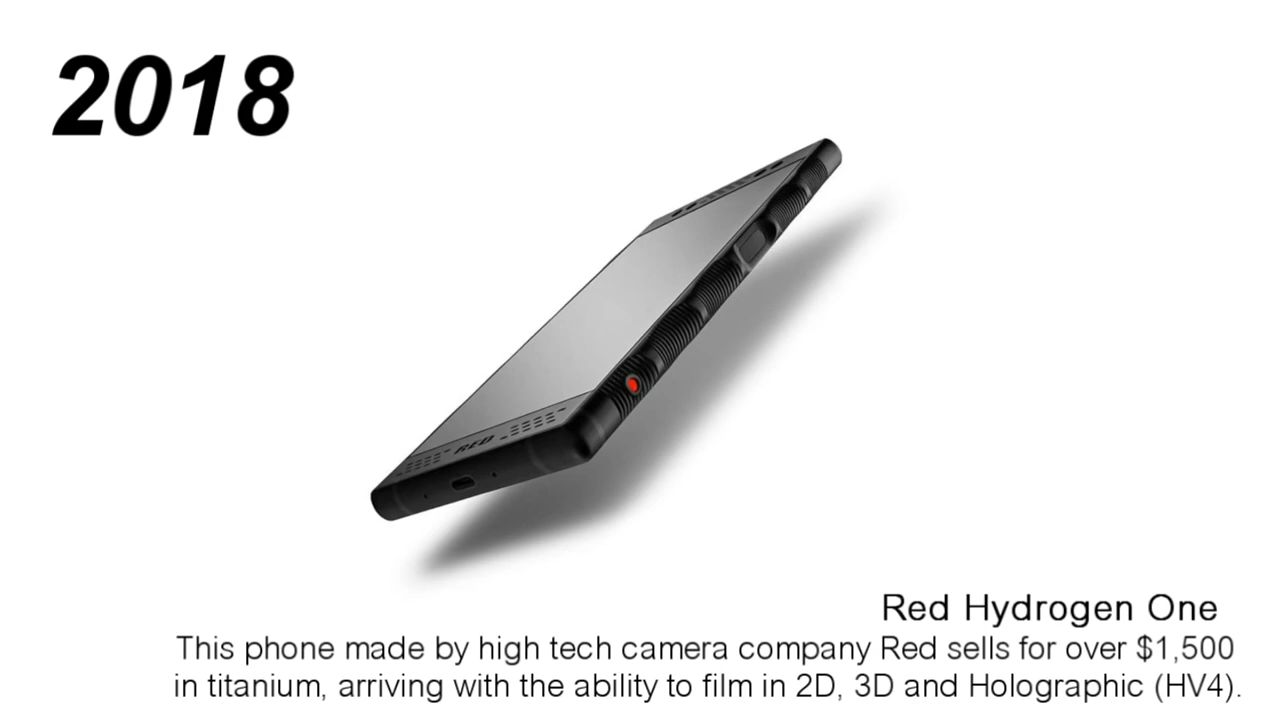 2018
RED
Red Hydrogen One
This phone made by high tech camera company Red sells for over $1,500
in titanium, arriving with the ability to film in 2D, 3D and Holographic (HV4).